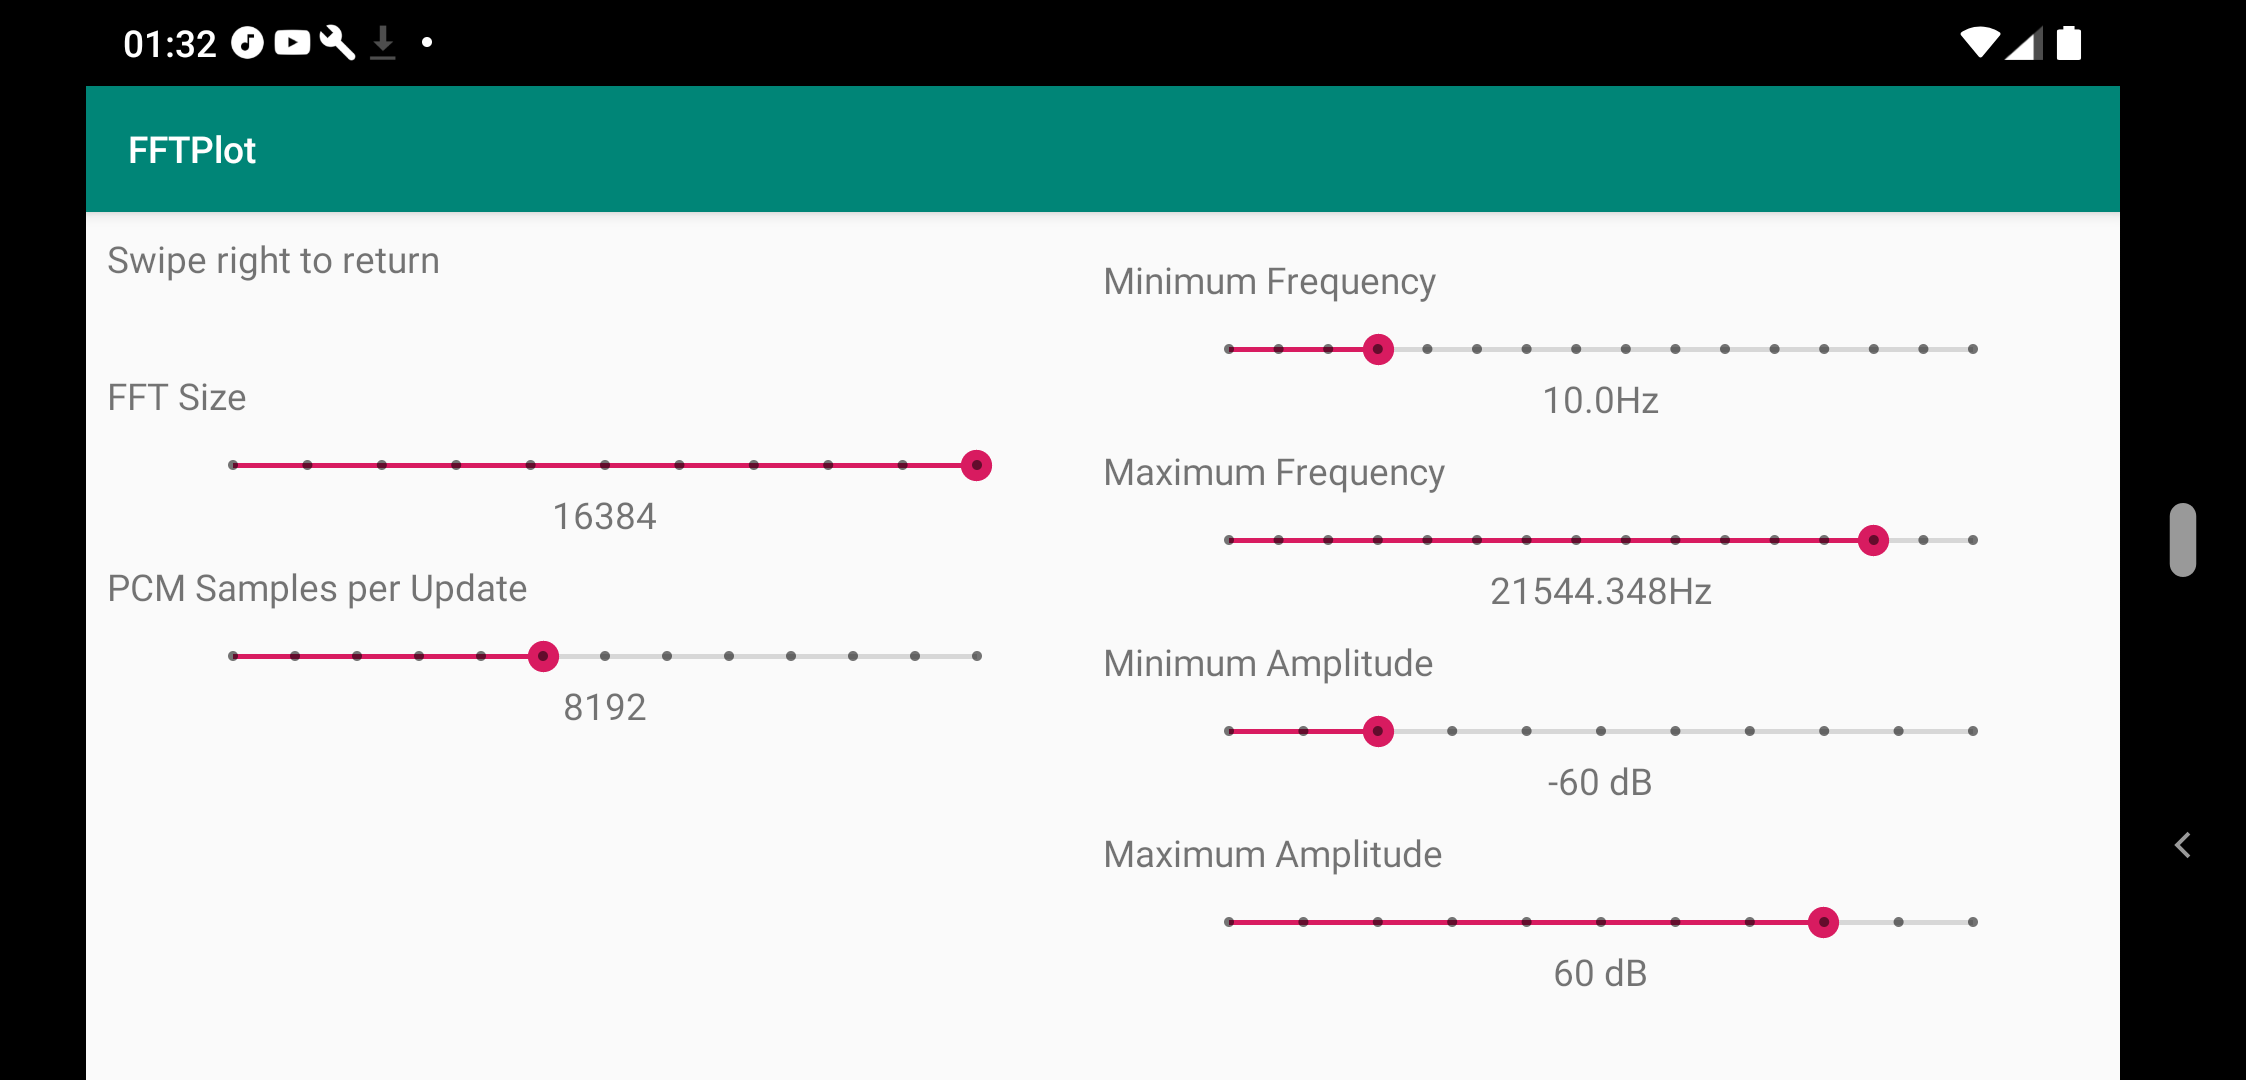 01:32
FFTPlot
Swipe right to return
FFT Size
16384
PCM Samples per Update
8192
Minimum Frequency
10.0Hz
Maximum Frequency
21544.348Hz
Minimum Amplitude
-60 dB
Maximum Amplitude
60 dB